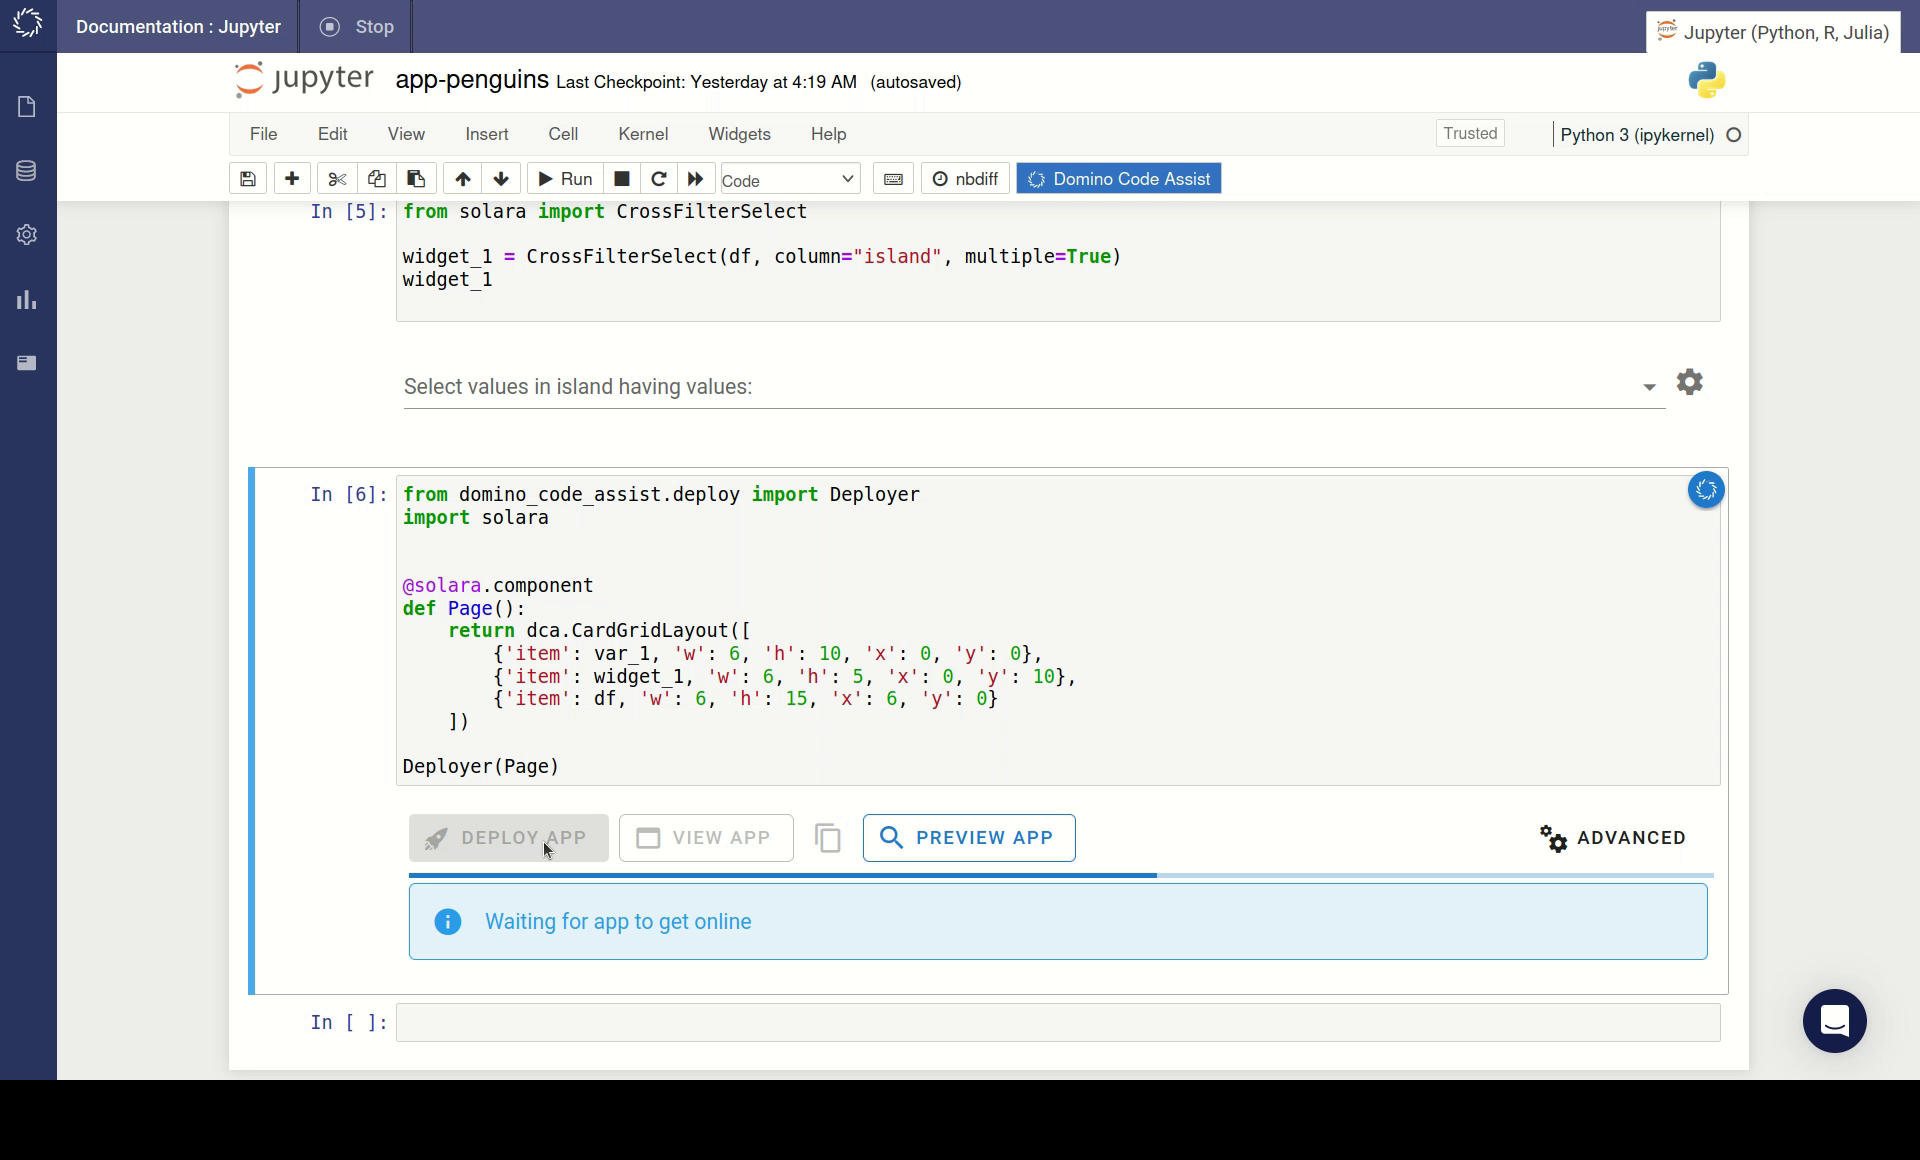 Documentation : Jupyter
Stop
Jupyter (Python, R, Julia)
jupyter app-penguins Last Checkpoint: Yesterday at 4:19 AM (autosaved)
File Edit View Insert Cell Kernel Widgets Help
Trusted
Python 3 (ipykernel)
Run
Code
nbdiff
Domino Code Assist
In [5]:
from solara import CrossFilterSelect
widget_1 = CrossFilterSelect(df, column="island", multiple=True)
widget_1
Select values in island having values:
In [6]:
from domino_code_assist.deploy import Deployer
import solara
@solara.component
def Page():
    return dca.CardGridLayout([
        {'item': var_1, 'w': 6, 'h': 10, 'x': 0, 'y': 0},
        {'item': widget_1, 'w': 6, 'h': 5, 'x': 0, 'y': 10},
        {'item': df, 'w': 6, 'h': 15, 'x': 6, 'y': 0}
    ])
Deployer(Page)
DEPLOY APP
VIEW APP
PREVIEW APP
ADVANCED
Waiting for app to get online
In [ ]: